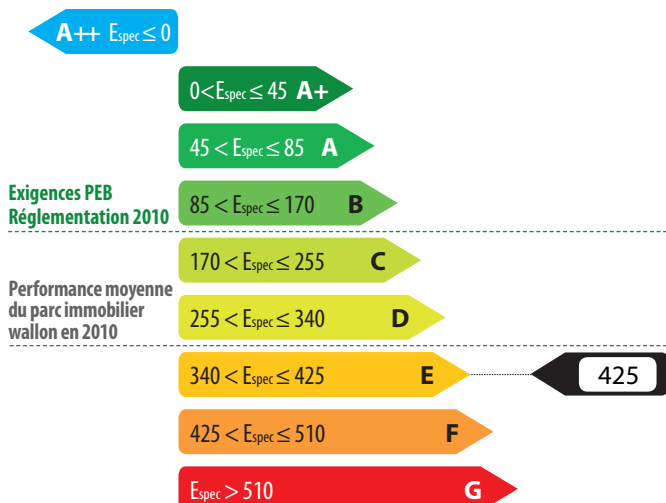 A++ Espec ≤ 0
0<Espec ≤ 45 A+
45 < Espec ≤ 85 A
Exigences PEB
Réglementation 2010
85 < Espec ≤ 170 B
170 < Espec ≤ 255 C
Performance moyenne
du parc immobilier
wallon en 2010
255 < Espec ≤ 340 D
340 < Espec ≤ 425 E 425
425 < Espec ≤ 510 F
Espec > 510 G